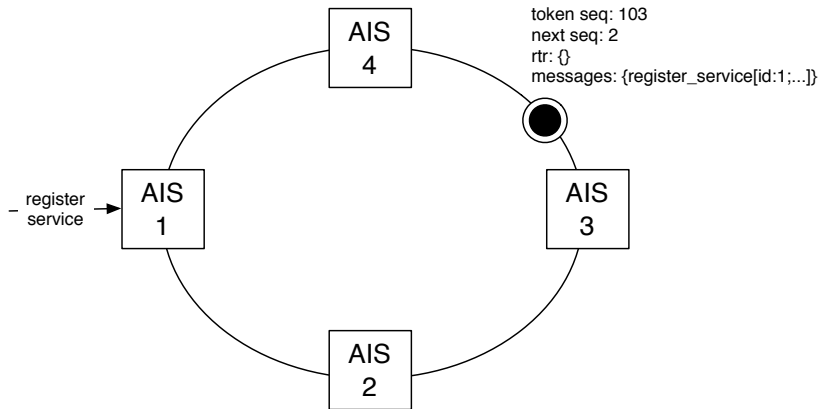 token seq: 103
next seq: 2
rtr: {}
messages: {register_service[id:1;...]}
AIS
4
AIS
1
AIS
3
register
service
AIS
2